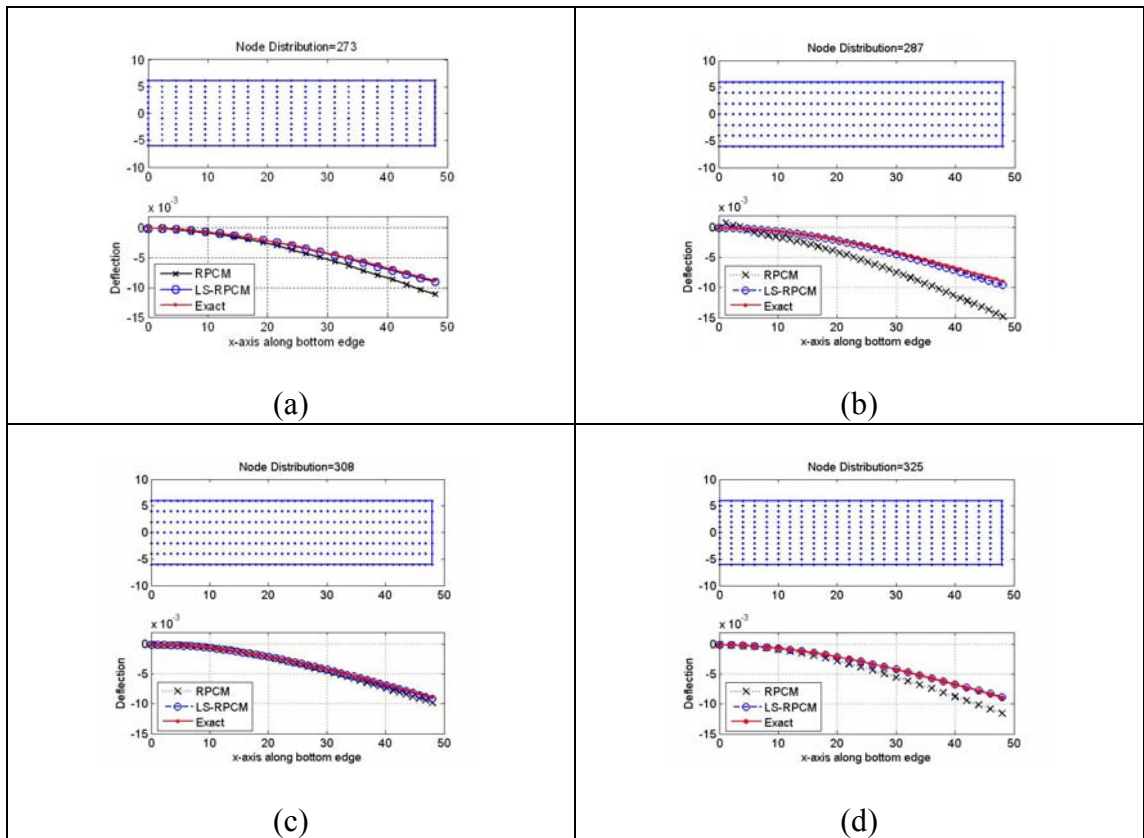 Node Distribution=273
10
5
0
-5
-10
0 10 20 30 40 50
x 10^-3
0
-5
-10
-15
Deflection
RPCM
LS-RPCM
Exact
0 10 20 30 40 50
x-axis along bottom edge
(a)
Node Distribution=287
10
5
0
-5
-10
0 10 20 30 40 50
x 10^-3
0
-5
-10
-15
Deflection
RPCM
LS-RPCM
Exact
0 10 20 30 40 50
x-axis along bottom edge
(b)
Node Distribution=308
10
5
0
-5
-10
0 10 20 30 40 50
x 10^-3
0
-5
-10
-15
Deflection
RPCM
LS-RPCM
Exact
0 10 20 30 40 50
x-axis along bottom edge
(c)
Node Distribution=325
10
5
0
-5
-10
0 10 20 30 40 50
x 10^-3
0
-5
-10
-15
Deflection
RPCM
LS-RPCM
Exact
0 10 20 30 40 50
x-axis along bottom edge
(d)